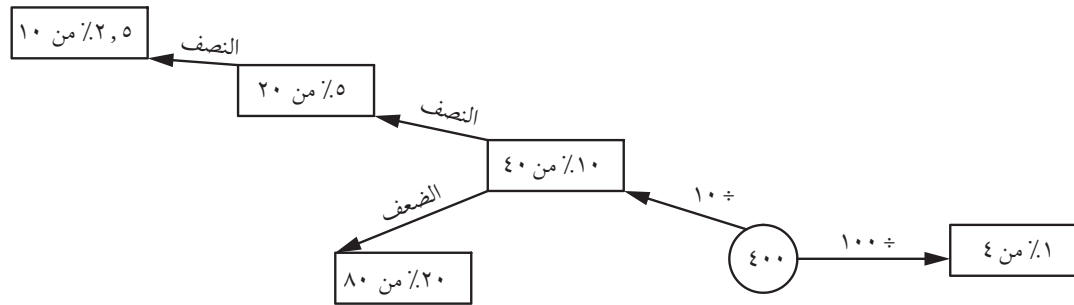 ٢,٥٪ من ١٠
النصف
٥٪ من ٢٠
النصف
١٠٪ من ٤٠
الضعف
÷ ١٠
٤٠٠
÷ ١٠٠
١٪ من ٤
٢٠٪ من ٨٠